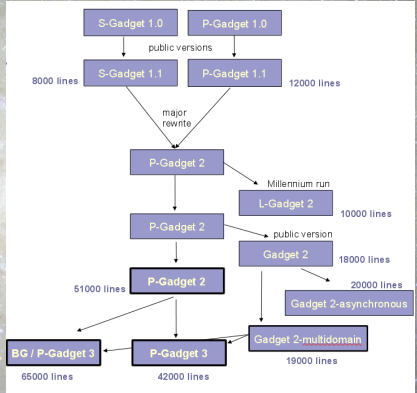 S-Gadget 1.0
P-Gadget 1.0
public versions
S-Gadget 1.1
P-Gadget 1.1
8000 lines
12000 lines
major
rewrite
P-Gadget 2
Millennium run
L-Gadget 2
10000 lines
P-Gadget 2
public version
Gadget 2
18000 lines
P-Gadget 2
51000 lines
20000 lines
Gadget 2-asynchronous
Gadget 2-multidomain
BG / P-Gadget 3
P-Gadget 3
19000 lines
65000 lines
42000 lines